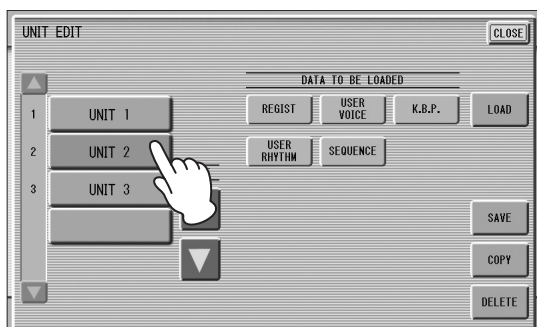 UNIT EDIT
CLOSE
DATA TO BE LOADED
1 UNIT 1
REGIST
USER
VOICE
K.B.P.
LOAD
2 UNIT 2
USER
RHYTHM
SEQUENCE
3 UNIT 3
SAVE
COPY
DELETE